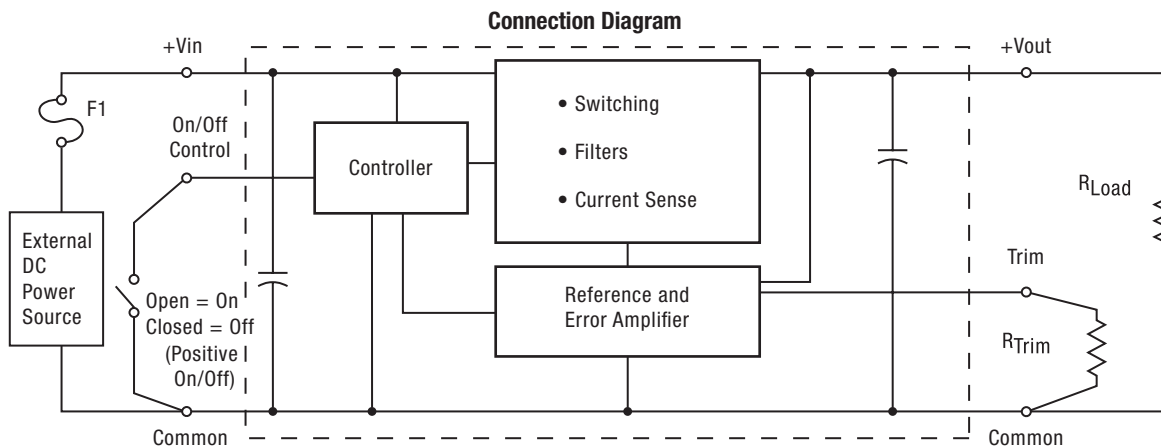 Connection Diagram
+Vin
+Vout
F1
On/Off
Control
Controller
• Switching
• Filters
• Current Sense
RLoad
External
DC
Power
Source
Open = On
Closed = Off
(Positive
On/Off)
Reference and
Error Amplifier
Trim
RTrim
Common
Common